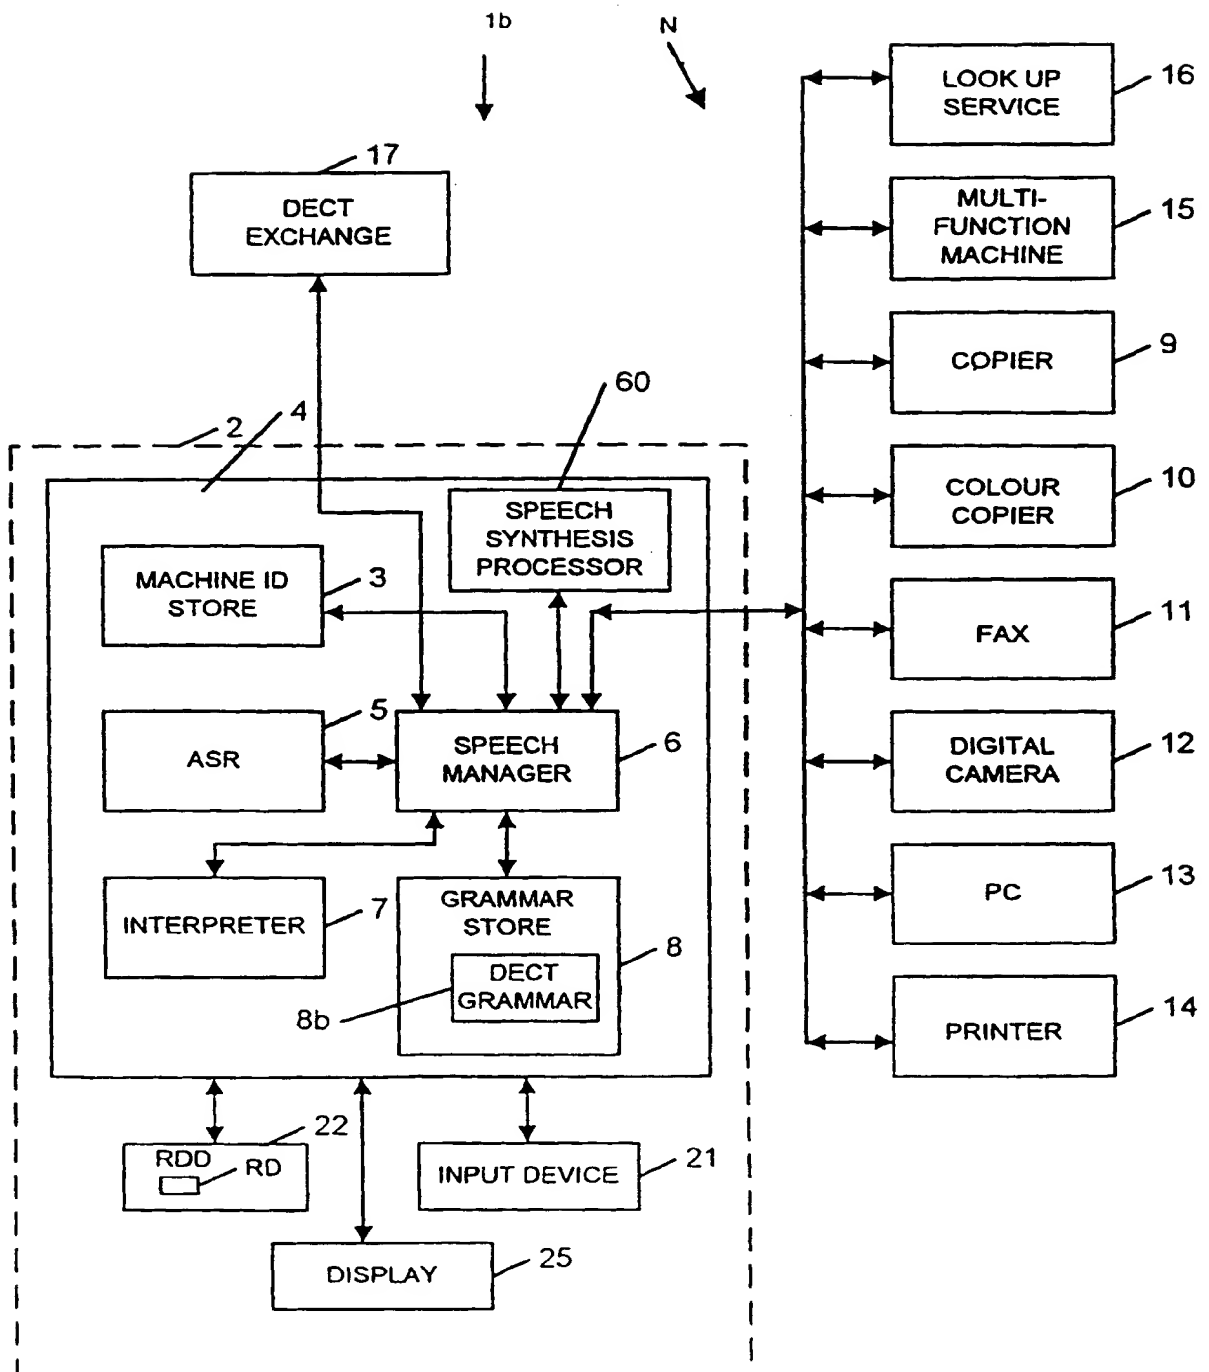 1b
N
LOOK UP
SERVICE
16
17
DECT
EXCHANGE
MULTI-
FUNCTION
MACHINE
15
COPIER
9
60
4
2
COLOUR
COPIER
10
SPEECH
SYNTHESIS
PROCESSOR
MACHINE ID
STORE
3
FAX
11
ASR
5
SPEECH
MANAGER
6
DIGITAL
CAMERA
12
INTERPRETER
7
GRAMMAR
STORE
8
DECT
GRAMMAR
8b
PC
13
PRINTER
14
RDD
RD
22
INPUT DEVICE
21
DISPLAY
25